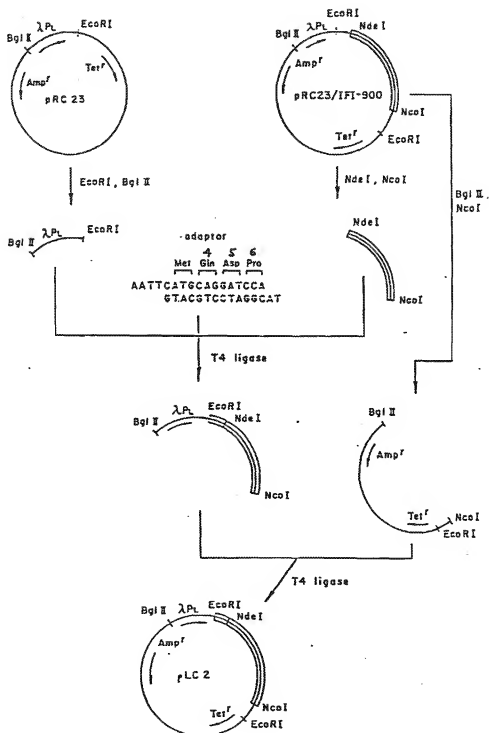 EcoRI
λPL EcoRI NdeI
Bgl II λPL
Bgl II
Ampr Tetr Ampr
pRC 23 pRC23/IFI-900
NcoI
Tetr EcoRI
EcoRI, Bgl II NdeI, NcoI Bgl II, NcoI
λPL EcoRI NdeI
Bgl II
adaptor
4 5 6
Met Gln Asp Pro
AATTCATGCAGGATCCA
GTACGTCCTAGGCAT
NcoI
T4 ligase
EcoRI
λPL NdeI Bgl II
Bgl II
Ampr
NcoI
Tetr NcoI
EcoRI
T4 ligase
EcoRI
Bgl II λPL NdeI
Ampr
pLC 2
NcoI
Tetr EcoRI